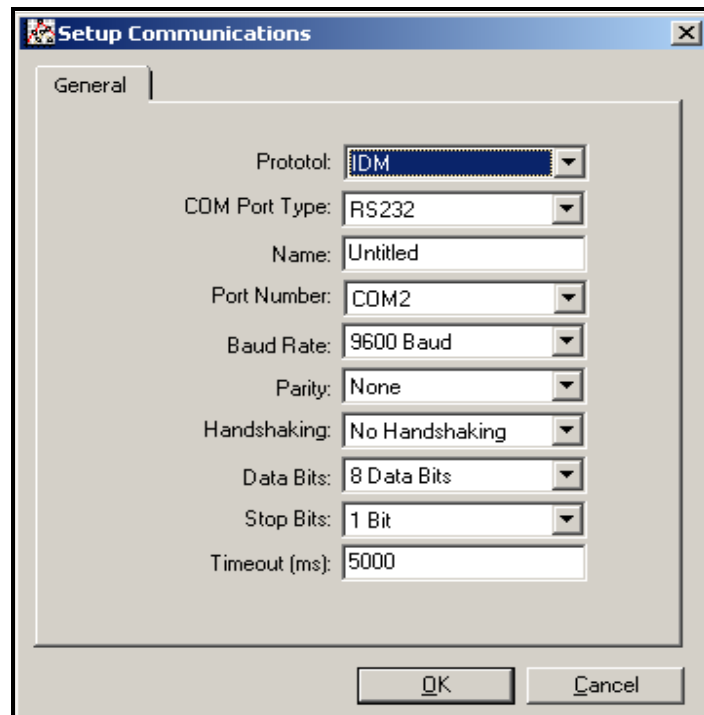 Setup Communications
General
Prototol: IDM
COM Port Type: RS232
Name: Untitled
Port Number: COM2
Baud Rate: 9600 Baud
Parity: None
Handshaking: No Handshaking
Data Bits: 8 Data Bits
Stop Bits: 1 Bit
Timeout (ms): 5000
OK Cancel